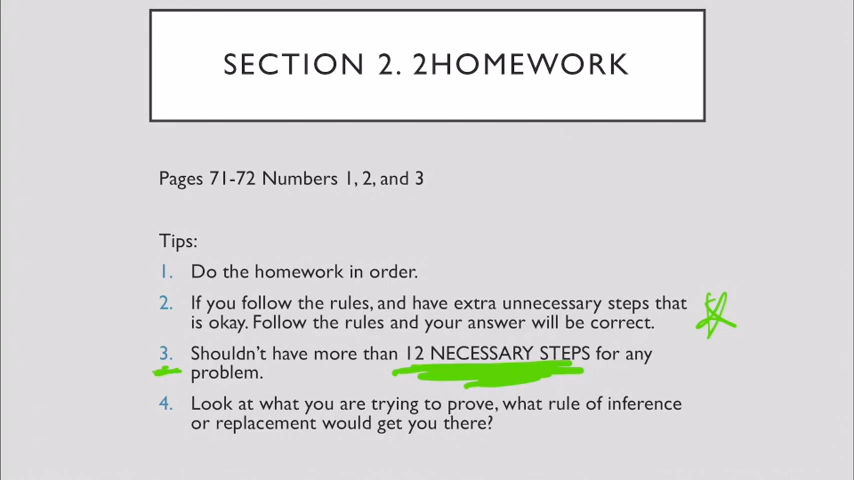 SECTION 2. 2HOMEWORK
Pages 71-72 Numbers 1, 2, and 3
Tips:
1. Do the homework in order.
2. If you follow the rules, and have extra unnecessary steps that
is okay. Follow the rules and your answer will be correct.
3. Shouldn't have more than 12 NECESSARY STEPS for any
problem.
4. Look at what you are trying to prove, what rule of inference
or replacement would get you there?